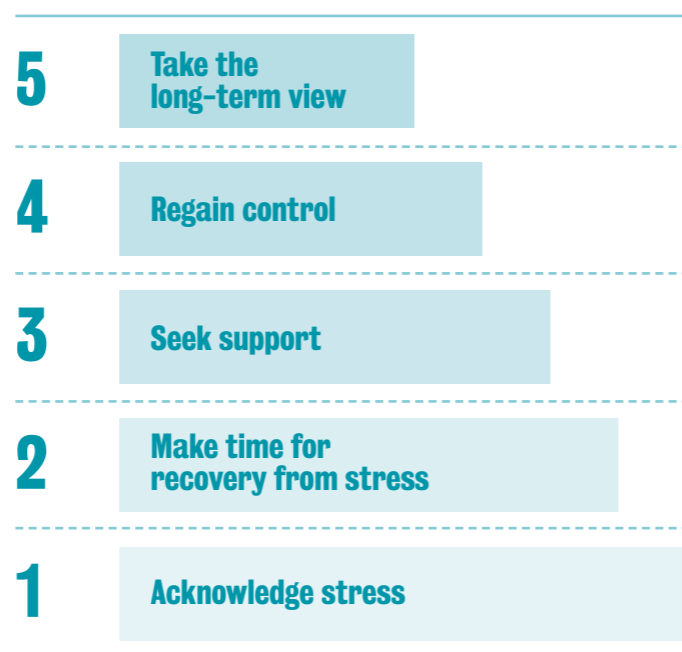 5
Take the
long-term view
4
Regain control
3
Seek support
2
Make time for
recovery from stress
1
Acknowledge stress